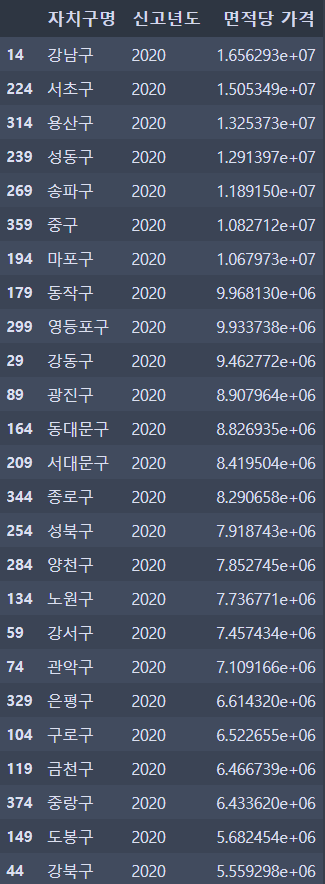 자치구명 신고년도 면적당 가격
14 강남구 2020 1.656293e+07
224 서초구 2020 1.505349e+07
314 용산구 2020 1.325373e+07
239 성동구 2020 1.291397e+07
269 송파구 2020 1.189150e+07
359 중구 2020 1.082712e+07
194 마포구 2020 1.067973e+07
179 동작구 2020 9.968130e+06
299 영등포구 2020 9.933738e+06
29 강동구 2020 9.462772e+06
89 광진구 2020 8.907964e+06
164 동대문구 2020 8.826935e+06
209 서대문구 2020 8.419504e+06
344 종로구 2020 8.290658e+06
254 성북구 2020 7.918743e+06
284 양천구 2020 7.852745e+06
134 노원구 2020 7.736771e+06
59 강서구 2020 7.457434e+06
74 관악구 2020 7.109166e+06
329 은평구 2020 6.614320e+06
104 구로구 2020 6.522655e+06
119 금천구 2020 6.466739e+06
374 중랑구 2020 6.433620e+06
149 도봉구 2020 5.682454e+06
44 강북구 2020 5.559298e+06